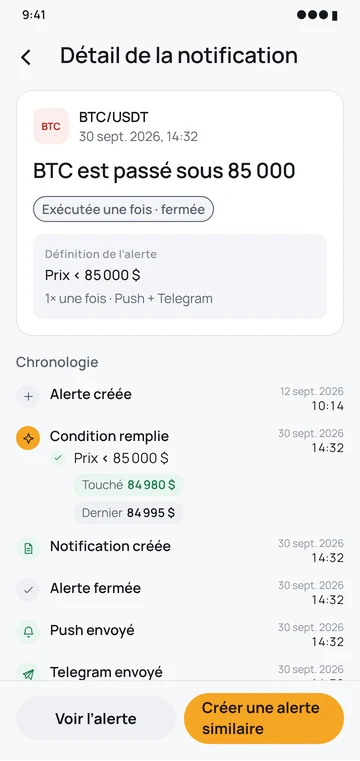 9:41
Détail de la notification
BTC
BTC/USDT
30 sept. 2026, 14:32
BTC est passé sous 85 000
Exécutée une fois · fermée
Définition de l'alerte
Prix < 85 000 $
1× une fois · Push + Telegram
Chronologie
Alerte créée
12 sept. 2026
10:14
Condition remplie
30 sept. 2026
14:32
Prix < 85 000 $
Touché 84 980 $
Dernier 84 995 $
Notification créée
30 sept. 2026
14:32
Alerte fermée
30 sept. 2026
14:32
Push envoyé
30 sept. 2026
14:32
Telegram envoyé
30 sept. 2026
Voir l'alerte
Créer une alerte
similaire